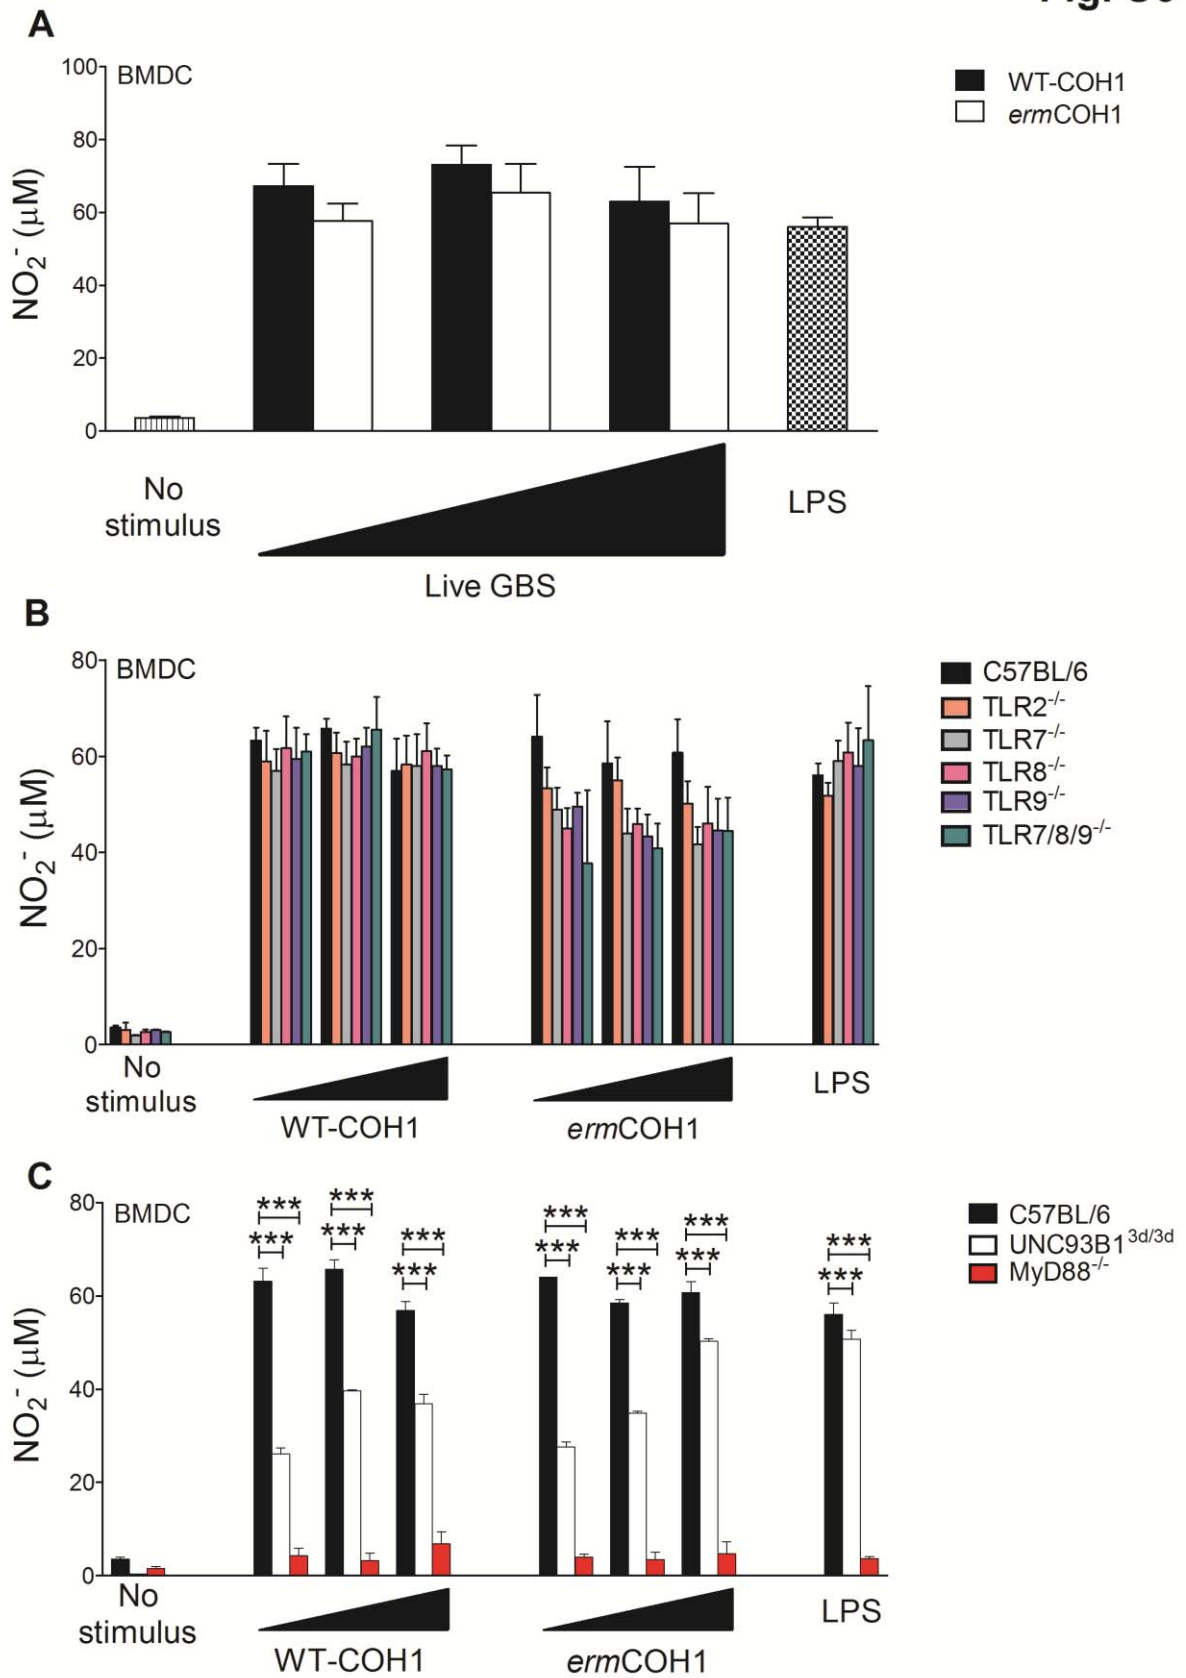 A
BMDC
100
80
60
40
20
0
NO₂⁻ (μM)
WT-COH1
ermCOH1
No
stimulus
Live GBS
LPS
B
BMDC
80
60
40
20
0
NO₂⁻ (μM)
C57BL/6
TLR2⁻/⁻
TLR7⁻/⁻
TLR8⁻/⁻
TLR9⁻/⁻
TLR7/8/9⁻/⁻
No
stimulus
WT-COH1
ermCOH1
LPS
C
BMDC
80
60
40
20
0
NO₂⁻ (μM)
*** *** *** *** *** *** ***
*** *** *** *** *** *** ***
C57BL/6
UNC93B1³ᵈ/³ᵈ
MyD88⁻/⁻
No
stimulus
WT-COH1
ermCOH1
LPS